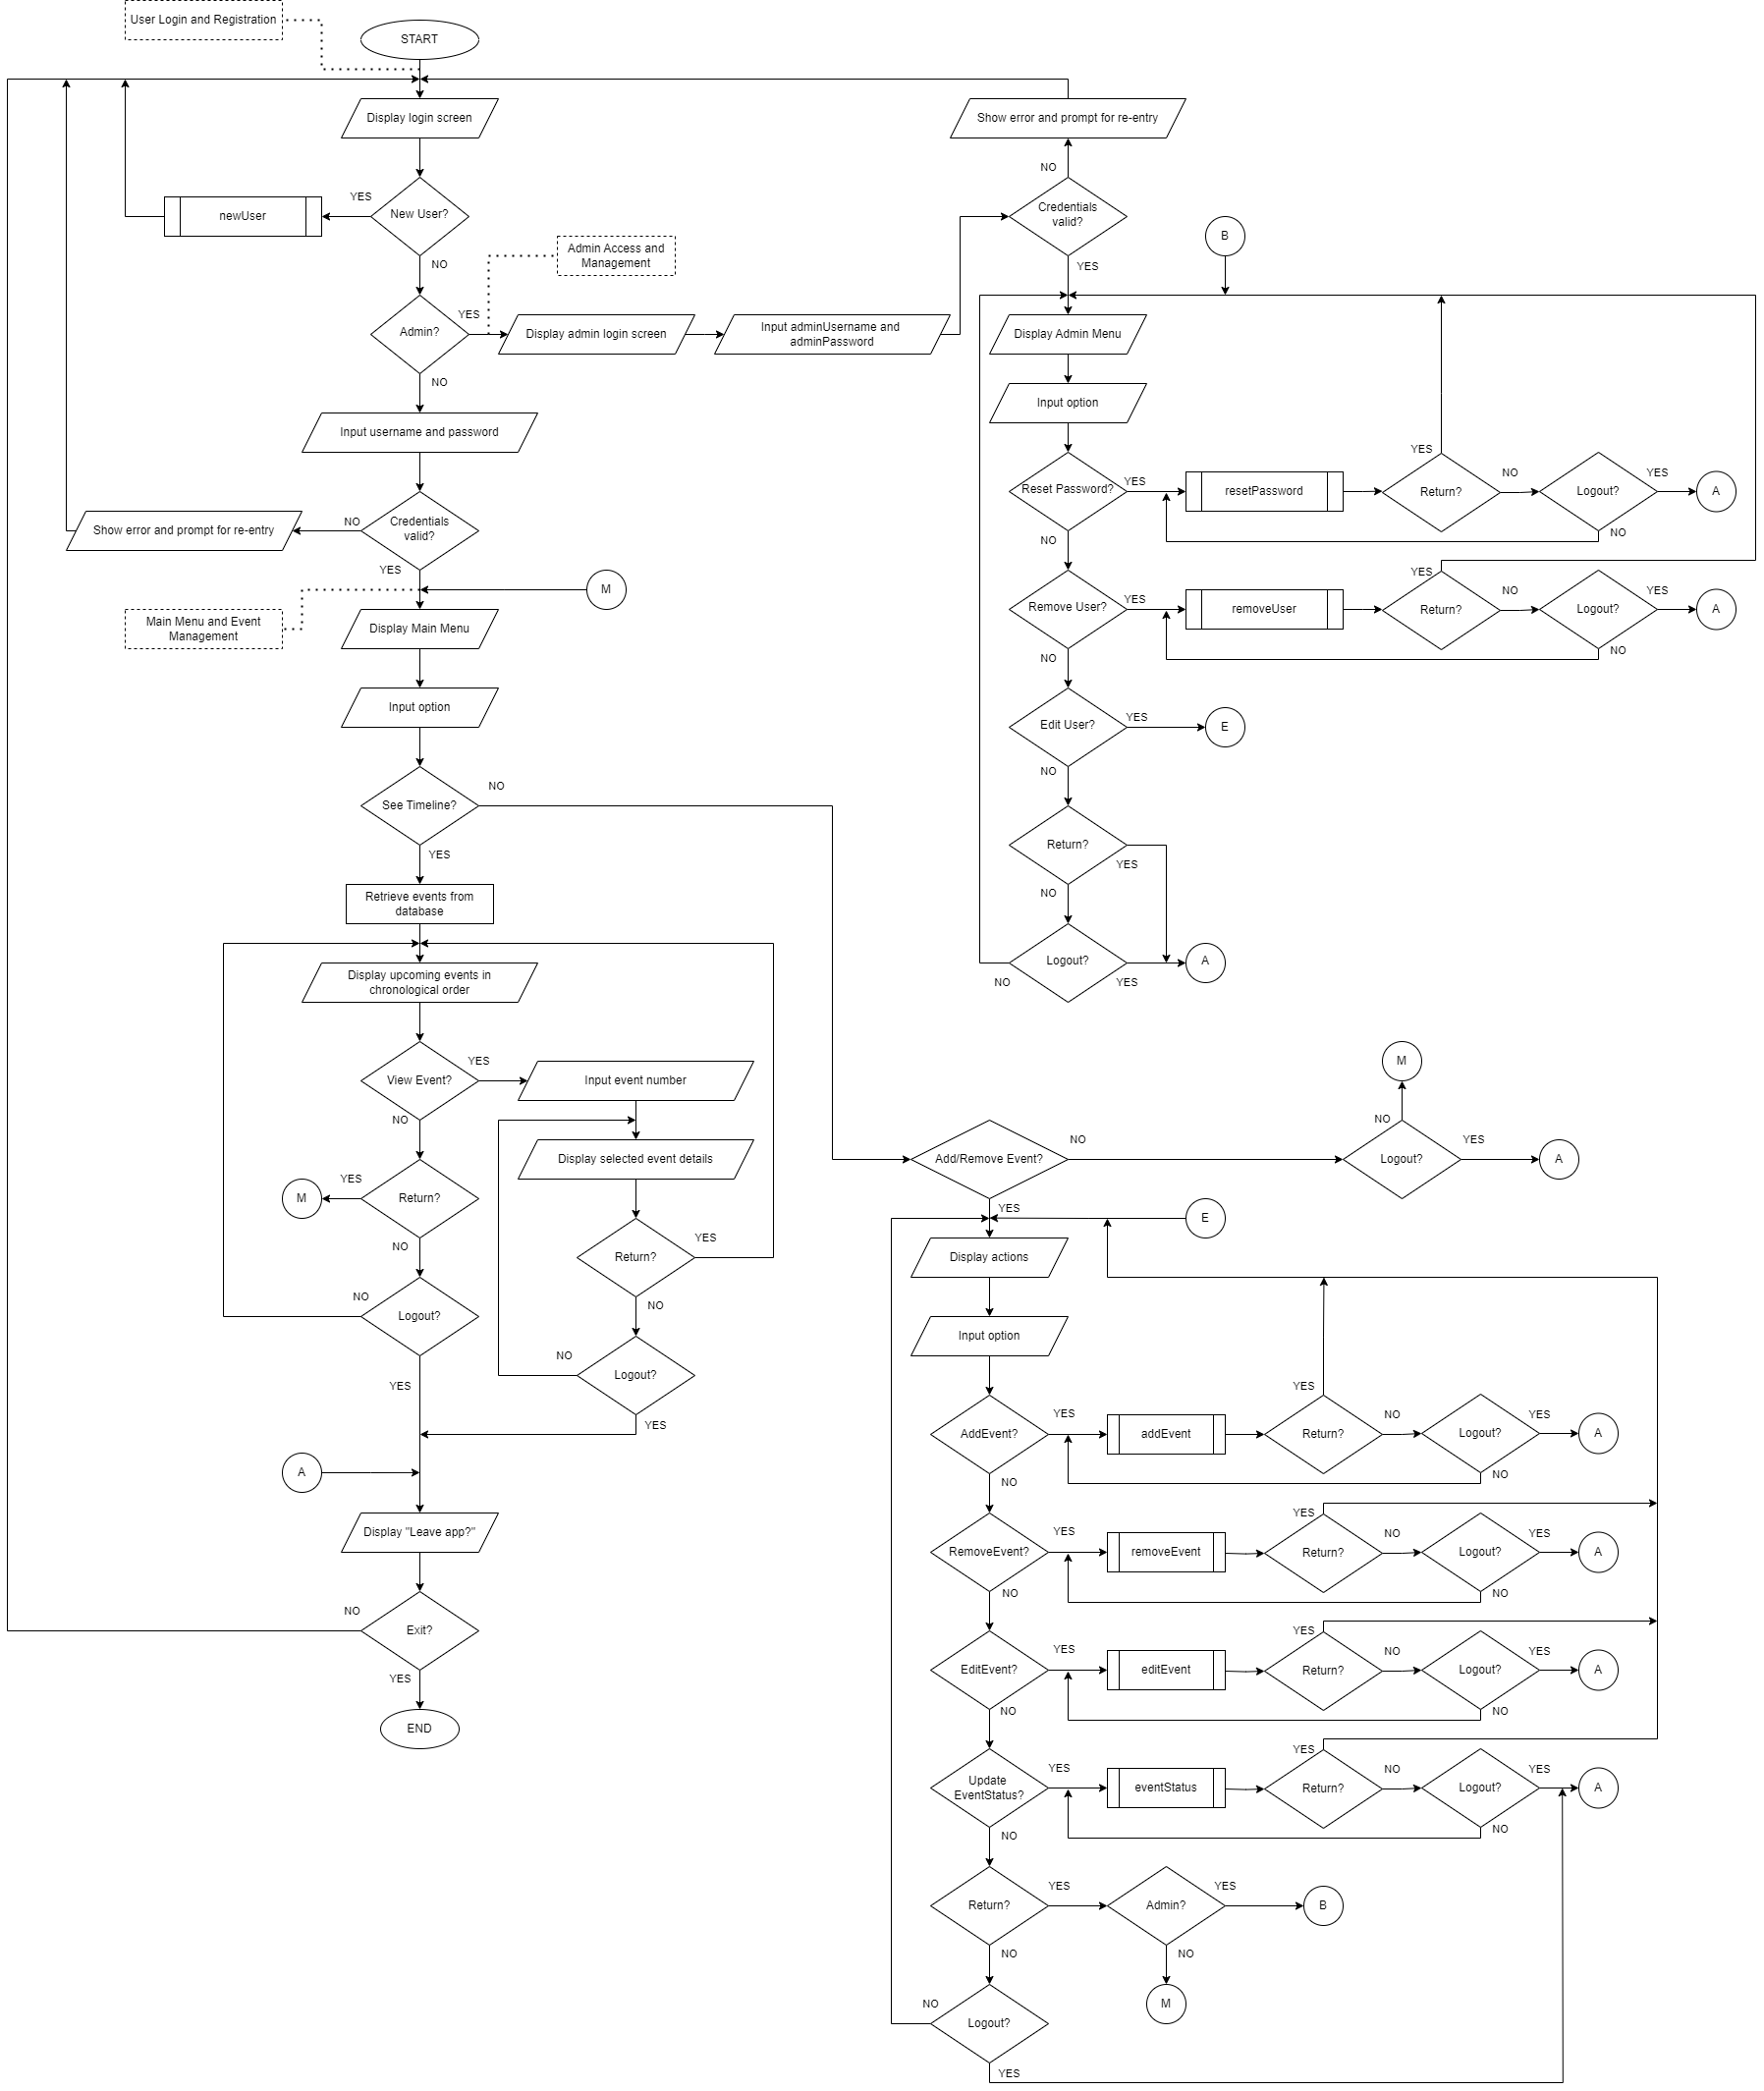 User Login and Registration
START
Display login screen
Show error and prompt for re-entry
NO
YES
newUser
New User?
Credentials
valid?
B
NO
YES
Admin Access and
Management
Admin?
YES
Display admin login screen
Input adminUsername and
adminPassword
Display Admin Menu
NO
Input option
Input username and password
Reset Password?
YES
resetPassword
YES
Return?
NO
Logout?
YES
A
NO
NO
Show error and prompt for re-entry
NO
Credentials
valid?
YES
M
Main Menu and Event
Management
Display Main Menu
Remove User?
YES
removeUser
YES
Return?
NO
Logout?
YES
A
NO
NO
Input option
Edit User?
YES
E
NO
See Timeline?
NO
YES
Return?
YES
NO
Retrieve events from
database
Logout?
NO
YES
A
Display upcoming events in
chronological order
View Event?
YES
NO
Input event number
Display selected event details
M
YES
Return?
NO
Return?
YES
NO
NO
Logout?
YES
NO
Logout?
YES
A
Display "Leave app?"
NO
Exit?
YES
END
Add/Remove Event?
NO
YES
M
NO
Logout?
YES
A
E
Display actions
Input option
AddEvent?
YES
addEvent
YES
Return?
NO
Logout?
YES
A
NO
NO
RemoveEvent?
YES
removeEvent
YES
Return?
NO
Logout?
YES
A
NO
NO
EditEvent?
YES
editEvent
YES
Return?
NO
Logout?
YES
A
NO
NO
Update
EventStatus?
YES
eventStatus
YES
Return?
NO
Logout?
YES
A
NO
NO
Return?
YES
Admin?
YES
B
NO
NO
M
NO
Logout?
YES